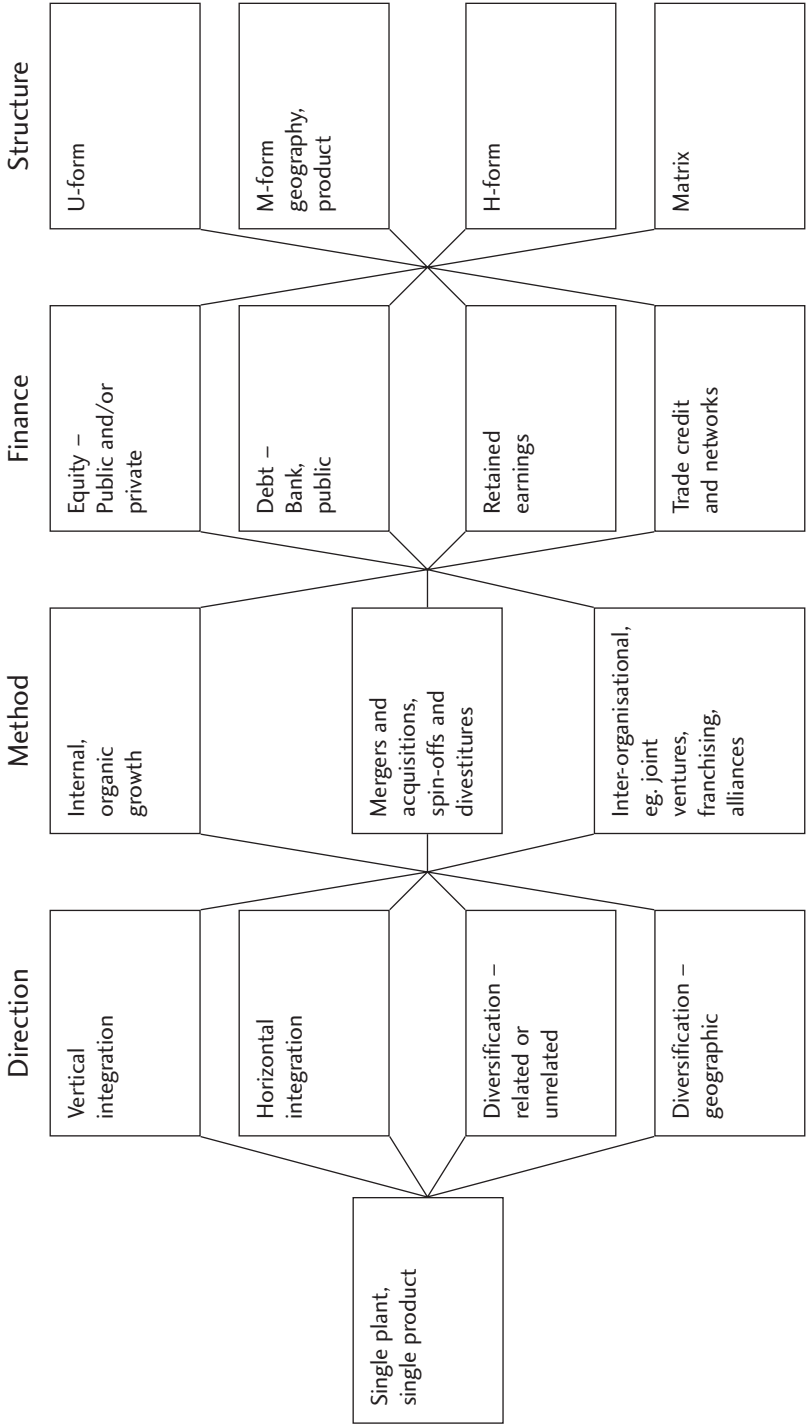 Direction
Method
Finance
Structure
Single plant,
single product
Vertical
integration
Horizontal
integration
Diversification –
related or
unrelated
Diversification –
geographic
Internal,
organic
growth
Mergers and
acquisitions,
spin-offs and
divestitures
Inter-organisational,
eg. joint
ventures,
franchising,
alliances
Equity –
Public and/or
private
Debt –
Bank,
public
Retained
earnings
Trade credit
and networks
U-form
M-form
geography,
product
H-form
Matrix